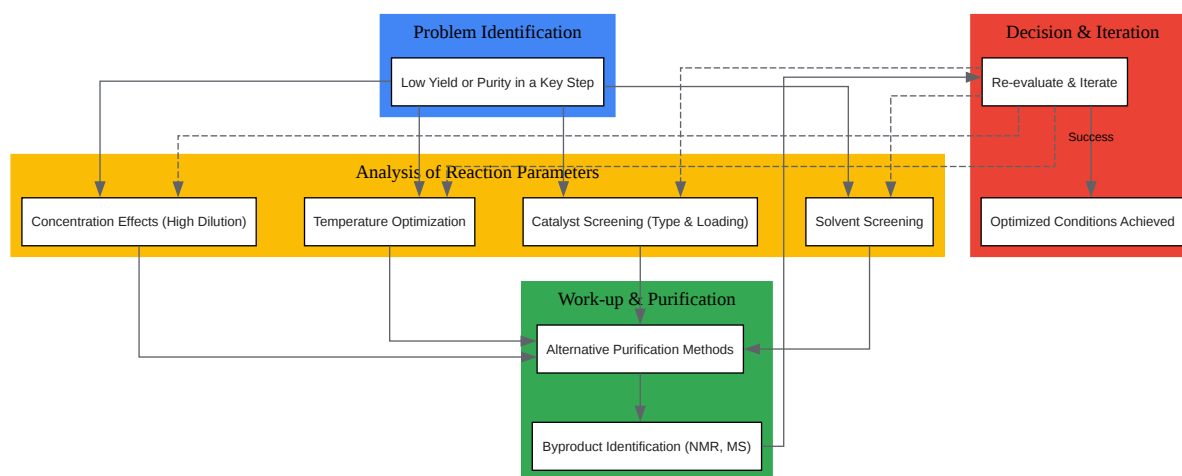 Problem Identification
Low Yield or Purity in a Key Step
Decision & Iteration
Re-evaluate & Iterate
Success
Optimized Conditions Achieved
Analysis of Reaction Parameters
Concentration Effects (High Dilution)
Temperature Optimization
Catalyst Screening (Type & Loading)
Solvent Screening
Work-up & Purification
Alternative Purification Methods
Byproduct Identification (NMR, MS)